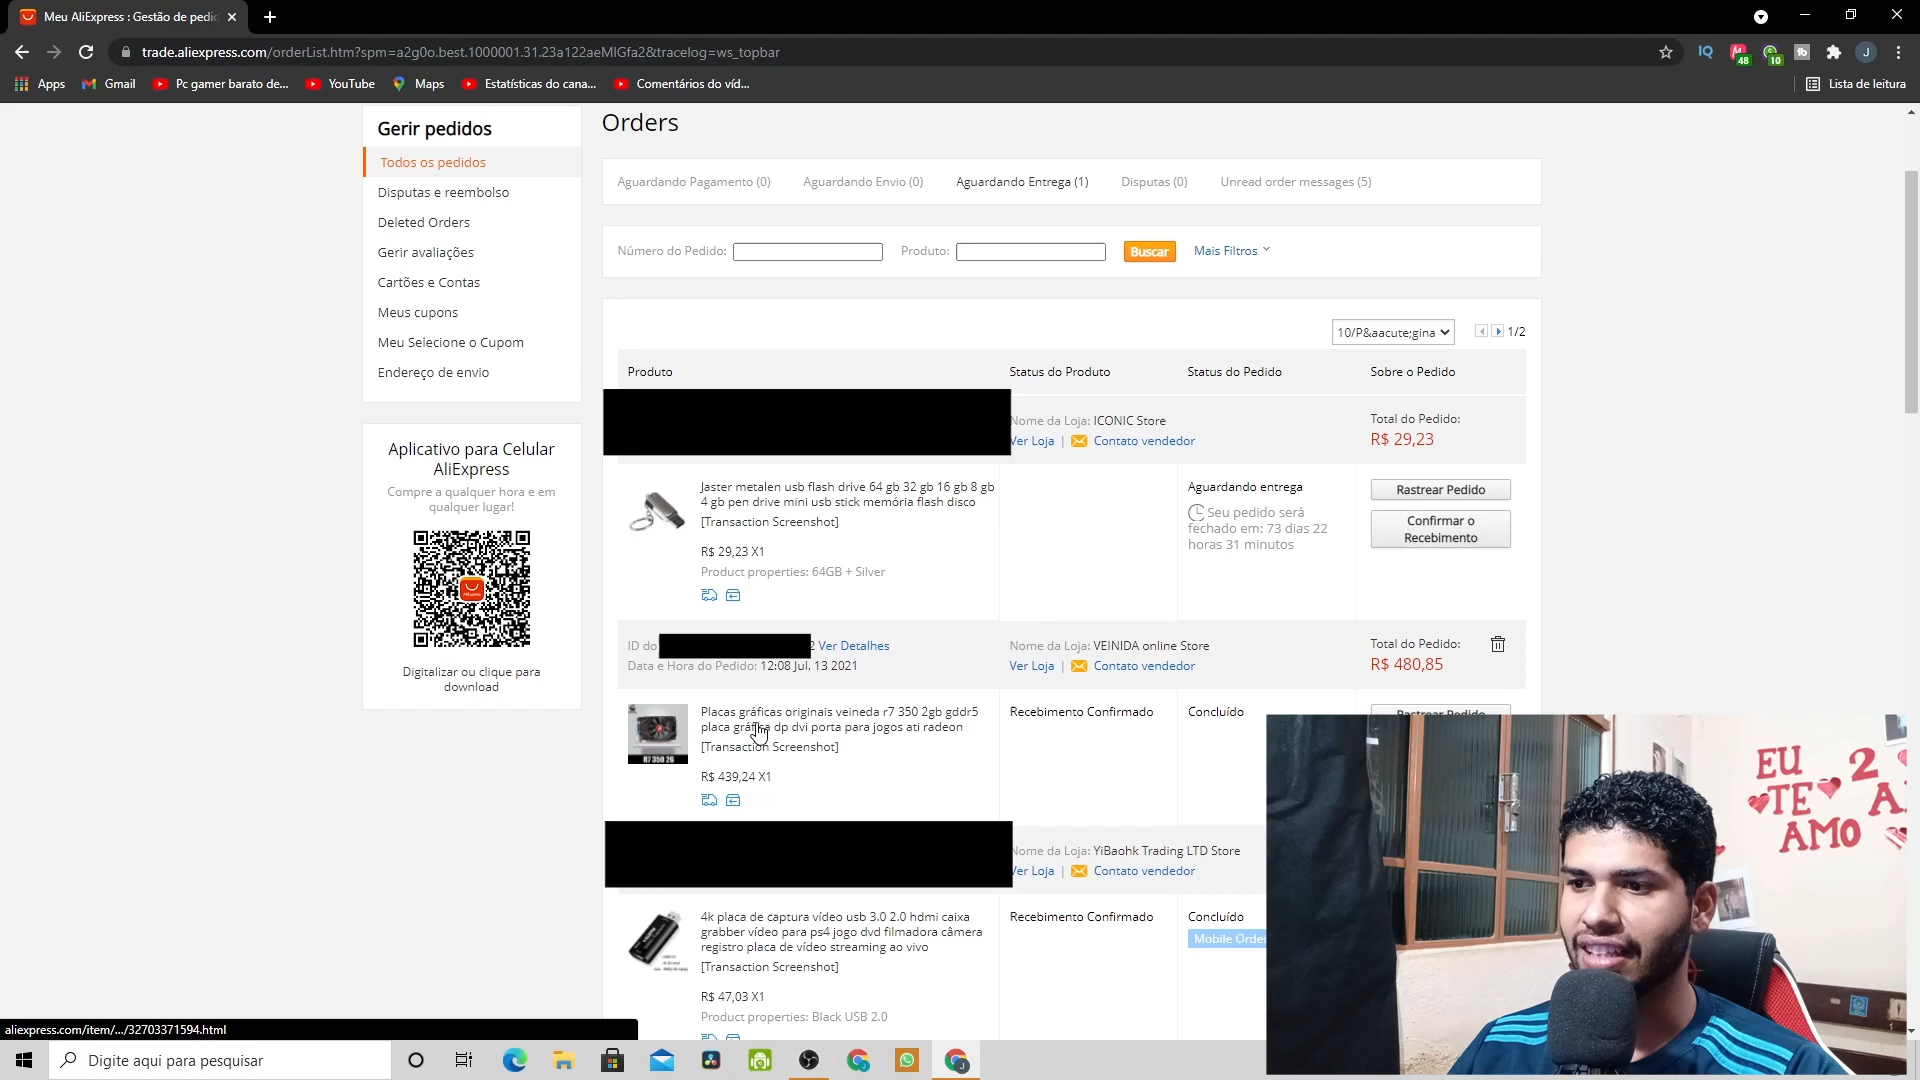 Meu AliExpress : Gestão de pedid
trade.aliexpress.com/orderList.htm?spm=a2g0o.best.1000001.31.23a122aeMlGfa2&tracelog=ws_topbar
48
10
J
Apps
Gmail
Pc gamer barato de...
YouTube
Maps
Estatísticas do cana...
Comentários do víd...
Lista de leitura
Gerir pedidos
Todos os pedidos
Disputas e reembolso
Deleted Orders
Gerir avaliações
Cartões e Contas
Meus cupons
Meu Selecione o Cupom
Endereço de envio
Aplicativo para Celular
AliExpress
Compre a qualquer hora e em
qualquer lugar!
Digitalizar ou clique para
download
Orders
Aguardando Pagamento (0)
Aguardando Envio (0)
Aguardando Entrega (1)
Disputas (0)
Unread order messages (5)
Número do Pedido:
Produto:
Buscar
Mais Filtros
10/P&aacute;gina
1/2
Produto
Status do Produto
Status do Pedido
Sobre o Pedido
Nome da Loja: ICONIC Store
Ver Loja | Contato vendedor
Total do Pedido:
R$ 29,23
Jaster metalen usb flash drive 64 gb 32 gb 16 gb 8 gb
4 gb pen drive mini usb stick memória flash disco
[Transaction Screenshot]
R$ 29,23 X1
Product properties: 64GB + Silver
Aguardando entrega
Seu pedido será
fechado em: 73 dias 22
horas 31 minutos
Rastrear Pedido
Confirmar o
Recebimento
ID do
2 Ver Detalhes
Data e Hora do Pedido: 12:08 Jul. 13 2021
Nome da Loja: VEINIDA online Store
Ver Loja | Contato vendedor
Total do Pedido:
R$ 480,85
Placas gráficas originais veineda r7 350 2gb gddr5
placa gráfica dp dvi porta para jogos ati radeon
[Transaction Screenshot]
R$ 439,24 X1
R7 350 2G
Recebimento Confirmado
Concluído
Rastrear Pedido
Nome da Loja: YiBaohk Trading LTD Store
Ver Loja | Contato vendedor
4k placa de captura vídeo usb 3.0 2.0 hdmi caixa
grabber vídeo para ps4 jogo dvd filmadora câmera
registro placa de vídeo streaming ao vivo
[Transaction Screenshot]
R$ 47,03 X1
Product properties: Black USB 2.0
Recebimento Confirmado
Concluído
Mobile Orde
EU
TE
AMO
2
A
aliexpress.com/item/.../32703371594.html
Digite aqui para pesquisar